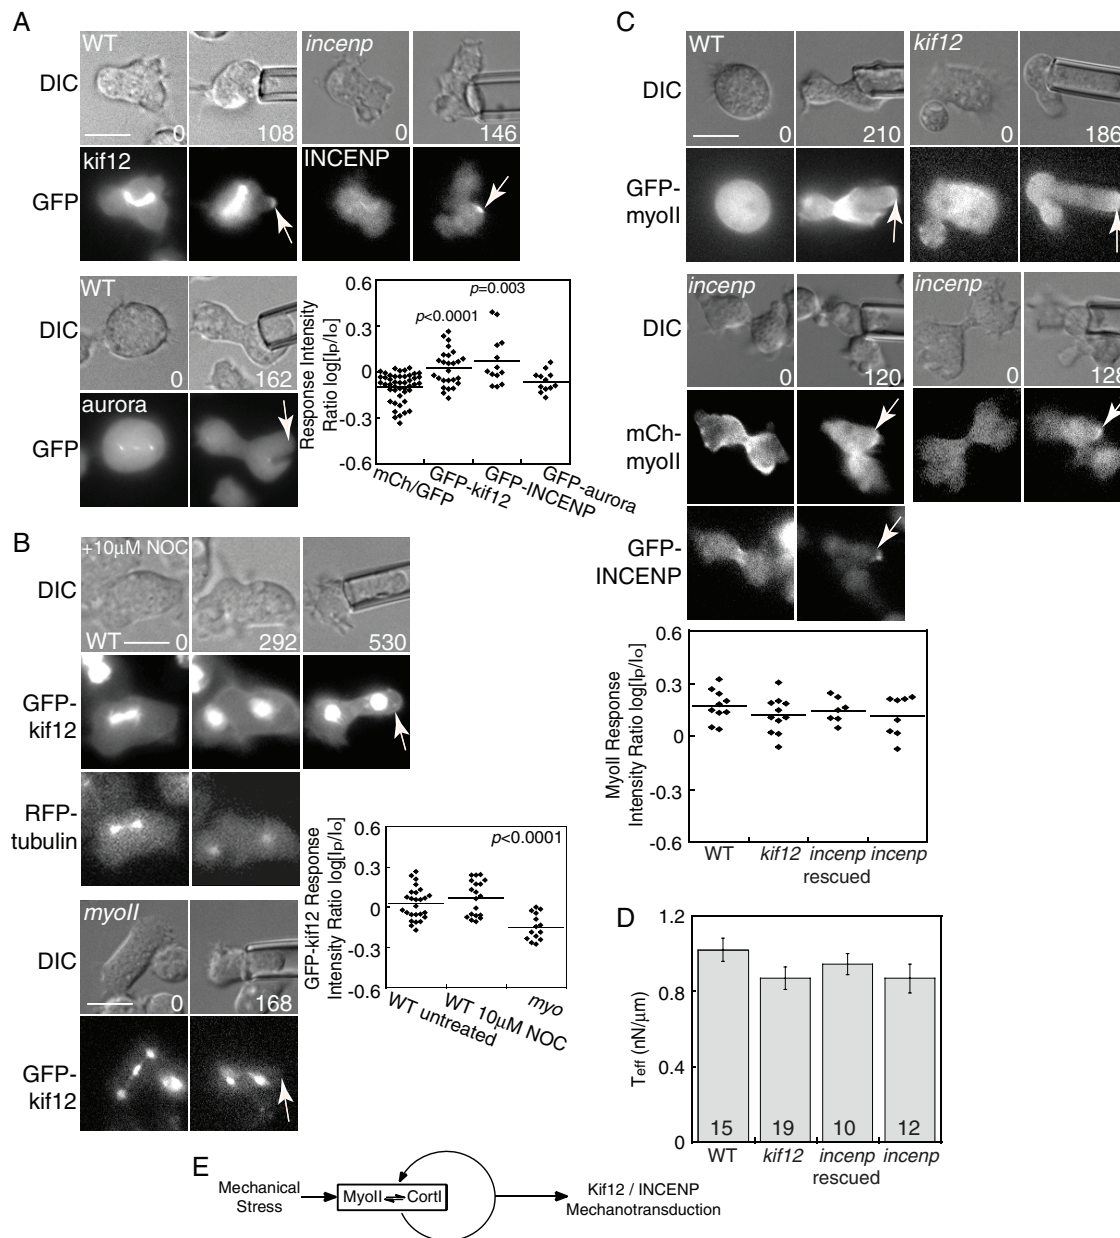 A
WT
incenp
DIC
0
108
0
146
kif12
INCENP
GFP
WT
DIC
0
162
aurora
GFP
Response Intensity
Ratio log[Ip/Io]
0.6
0.3
0
-0.3
-0.6
p<0.0001
p=0.003
mCh/GFP
GFP-kif12
GFP-INCENP
GFP-aurora
B
+10μM NOC
DIC
WT
0
292
530
GFP-
kif12
RFP-
tubulin
myoII
DIC
0
168
GFP-
kif12
GFP-kif12 Response
Intensity Ratio log[Ip/Io]
0.6
0.3
0
-0.3
-0.6
p<0.0001
WT untreated
WT 10μM NOC
myo
C
WT
kif12
DIC
0
210
0
186
GFP-
myoII
incenp
incenp
DIC
0
120
0
128
mCh-
myoII
GFP-
INCENP
MyoII Response
Intensity Ratio log[Ip/Io]
0.6
0.3
0
-0.3
-0.6
WT
kif12
incenp
rescued
incenp
D
Teff (nN/μm)
1.2
0.8
0.4
0
15
19
10
12
WT
kif12
incenp
rescued
incenp
E
Mechanical
Stress
MyoII
CortI
Kif12 / INCENP
Mechanotransduction